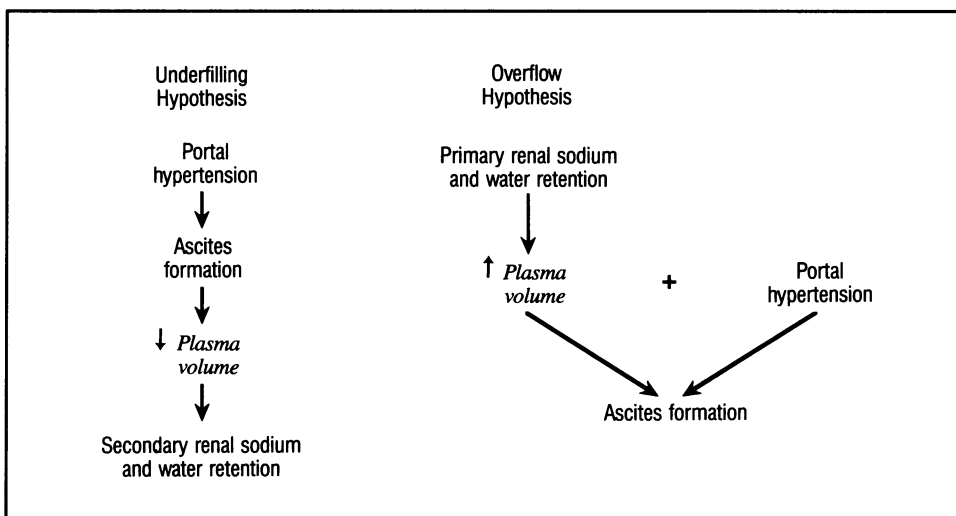 Underfilling
Hypothesis
Portal
hypertension
Ascites
formation
↓ Plasma
volume
Secondary renal sodium
and water retention
Overflow
Hypothesis
Primary renal sodium
and water retention
↑ Plasma
volume
+
Portal
hypertension
Ascites formation